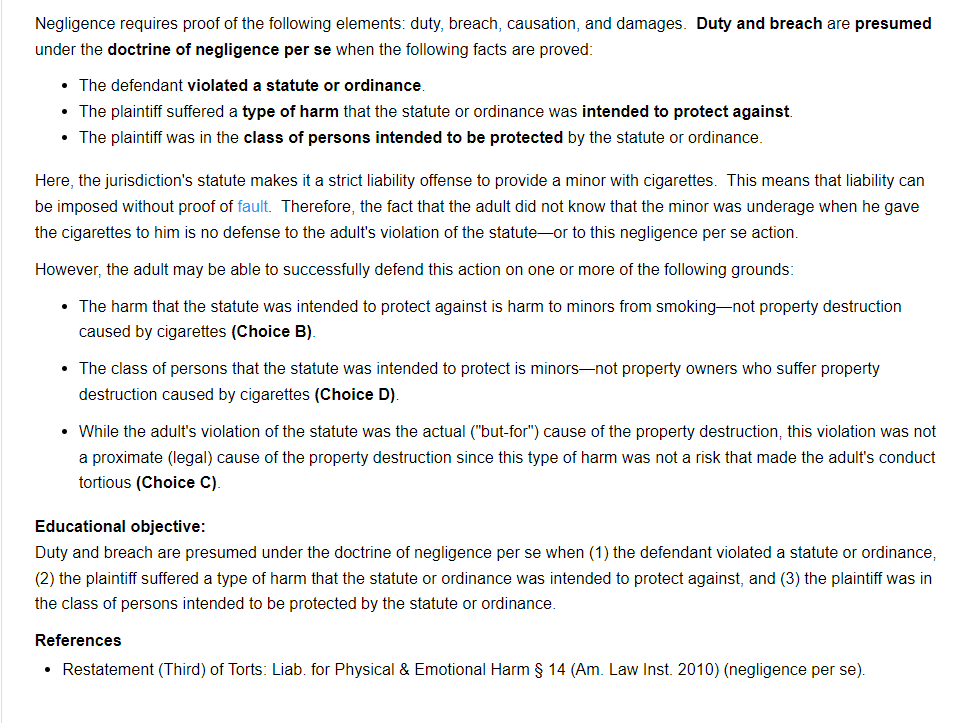 Negligence requires proof of the following elements: duty, breach, causation, and damages.  Duty and breach are presumed
under the doctrine of negligence per se when the following facts are proved:
• The defendant violated a statute or ordinance.
• The plaintiff suffered a type of harm that the statute or ordinance was intended to protect against.
• The plaintiff was in the class of persons intended to be protected by the statute or ordinance.
Here, the jurisdiction's statute makes it a strict liability offense to provide a minor with cigarettes.  This means that liability can
be imposed without proof of fault.  Therefore, the fact that the adult did not know that the minor was underage when he gave
the cigarettes to him is no defense to the adult's violation of the statute—or to this negligence per se action.
However, the adult may be able to successfully defend this action on one or more of the following grounds:
• The harm that the statute was intended to protect against is harm to minors from smoking—not property destruction
caused by cigarettes (Choice B).
• The class of persons that the statute was intended to protect is minors—not property owners who suffer property
destruction caused by cigarettes (Choice D).
• While the adult's violation of the statute was the actual ("but-for") cause of the property destruction, this violation was not
a proximate (legal) cause of the property destruction since this type of harm was not a risk that made the adult's conduct
tortious (Choice C).
Educational objective:
Duty and breach are presumed under the doctrine of negligence per se when (1) the defendant violated a statute or ordinance,
(2) the plaintiff suffered a type of harm that the statute or ordinance was intended to protect against, and (3) the plaintiff was in
the class of persons intended to be protected by the statute or ordinance.
References
• Restatement (Third) of Torts: Liab. for Physical & Emotional Harm § 14 (Am. Law Inst. 2010) (negligence per se).